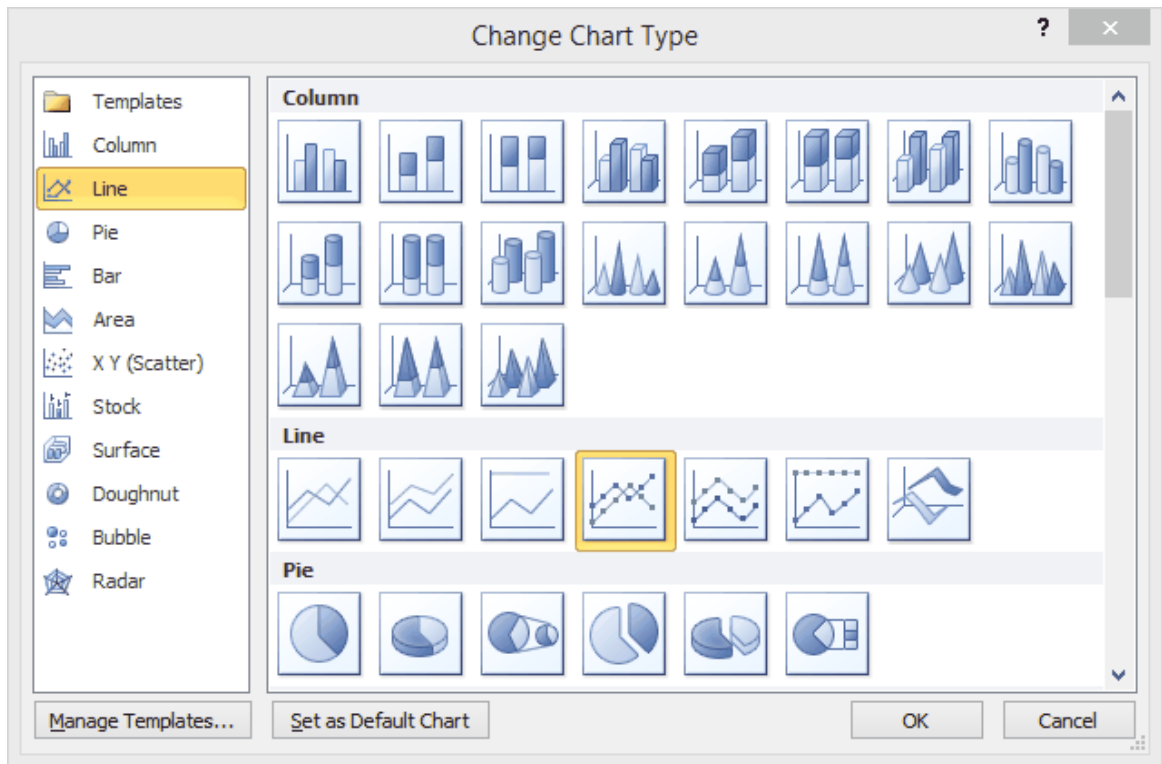 Change Chart Type
?
Templates
Column
Line
Pie
Bar
Area
X Y (Scatter)
Stock
Surface
Doughnut
Bubble
Radar
Column
Line
Pie
Manage Templates...
Set as Default Chart
OK
Cancel